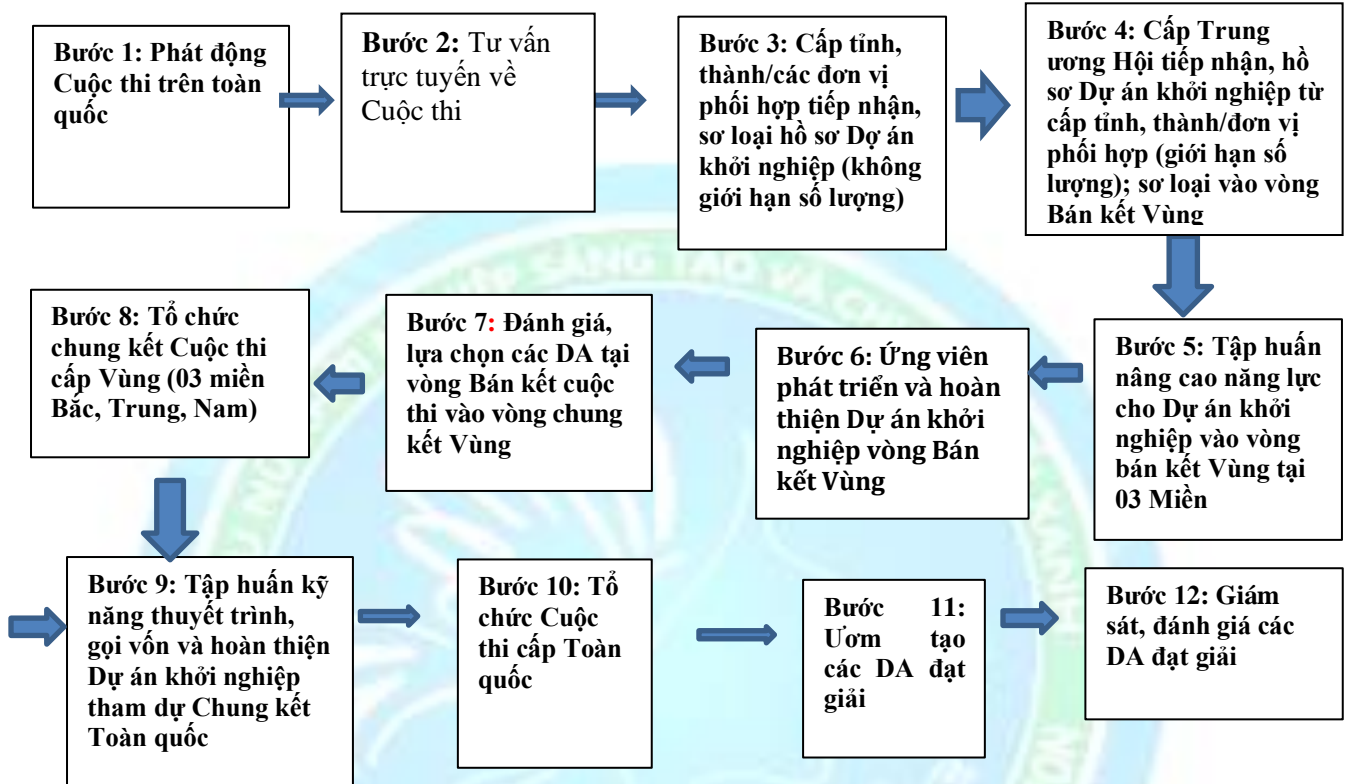 Bước 1: Phát động
Cuộc thi trên toàn
quốc
Bước 2: Tư vấn
trực tuyến về
Cuộc thi
Bước 3: Cấp tỉnh,
thành/các đơn vị
phối hợp tiếp nhận,
sơ loại hồ sơ Dợ án
khởi nghiệp (không
giới hạn số lượng)
Bước 4: Cấp Trung
ương Hội tiếp nhận, hồ
sơ Dự án khởi nghiệp từ
cấp tỉnh, thành/đơn vị
phối hợp (giới hạn số
lượng); sơ loại vào vòng
Bán kết Vùng
Bước 5: Tập huấn
nâng cao năng lực
cho Dự án khởi
nghiệp vào vòng
bán kết Vùng tại
03 Miền
Bước 6: Ứng viên
phát triển và hoàn
thiện Dự án khởi
nghiệp vòng Bán
kết Vùng
Bước 7: Đánh giá,
lựa chọn các DA tại
vòng Bán kết cuộc
thi vào vòng chung
kết Vùng
Bước 8: Tổ chức
chung kết Cuộc thi
cấp Vùng (03 miền
Bắc, Trung, Nam)
Bước 9: Tập huấn kỹ
năng thuyết trình,
gọi vốn và hoàn thiện
Dự án khởi nghiệp
tham dự Chung kết
Toàn quốc
Bước 10: Tổ
chức Cuộc
thi cấp Toàn
quốc
Bước 11:
Ươm tạo
các DA đạt
giải
Bước 12: Giám
sát, đánh giá các
DA đạt giải
SÁNG TẠO VÀ
XANH